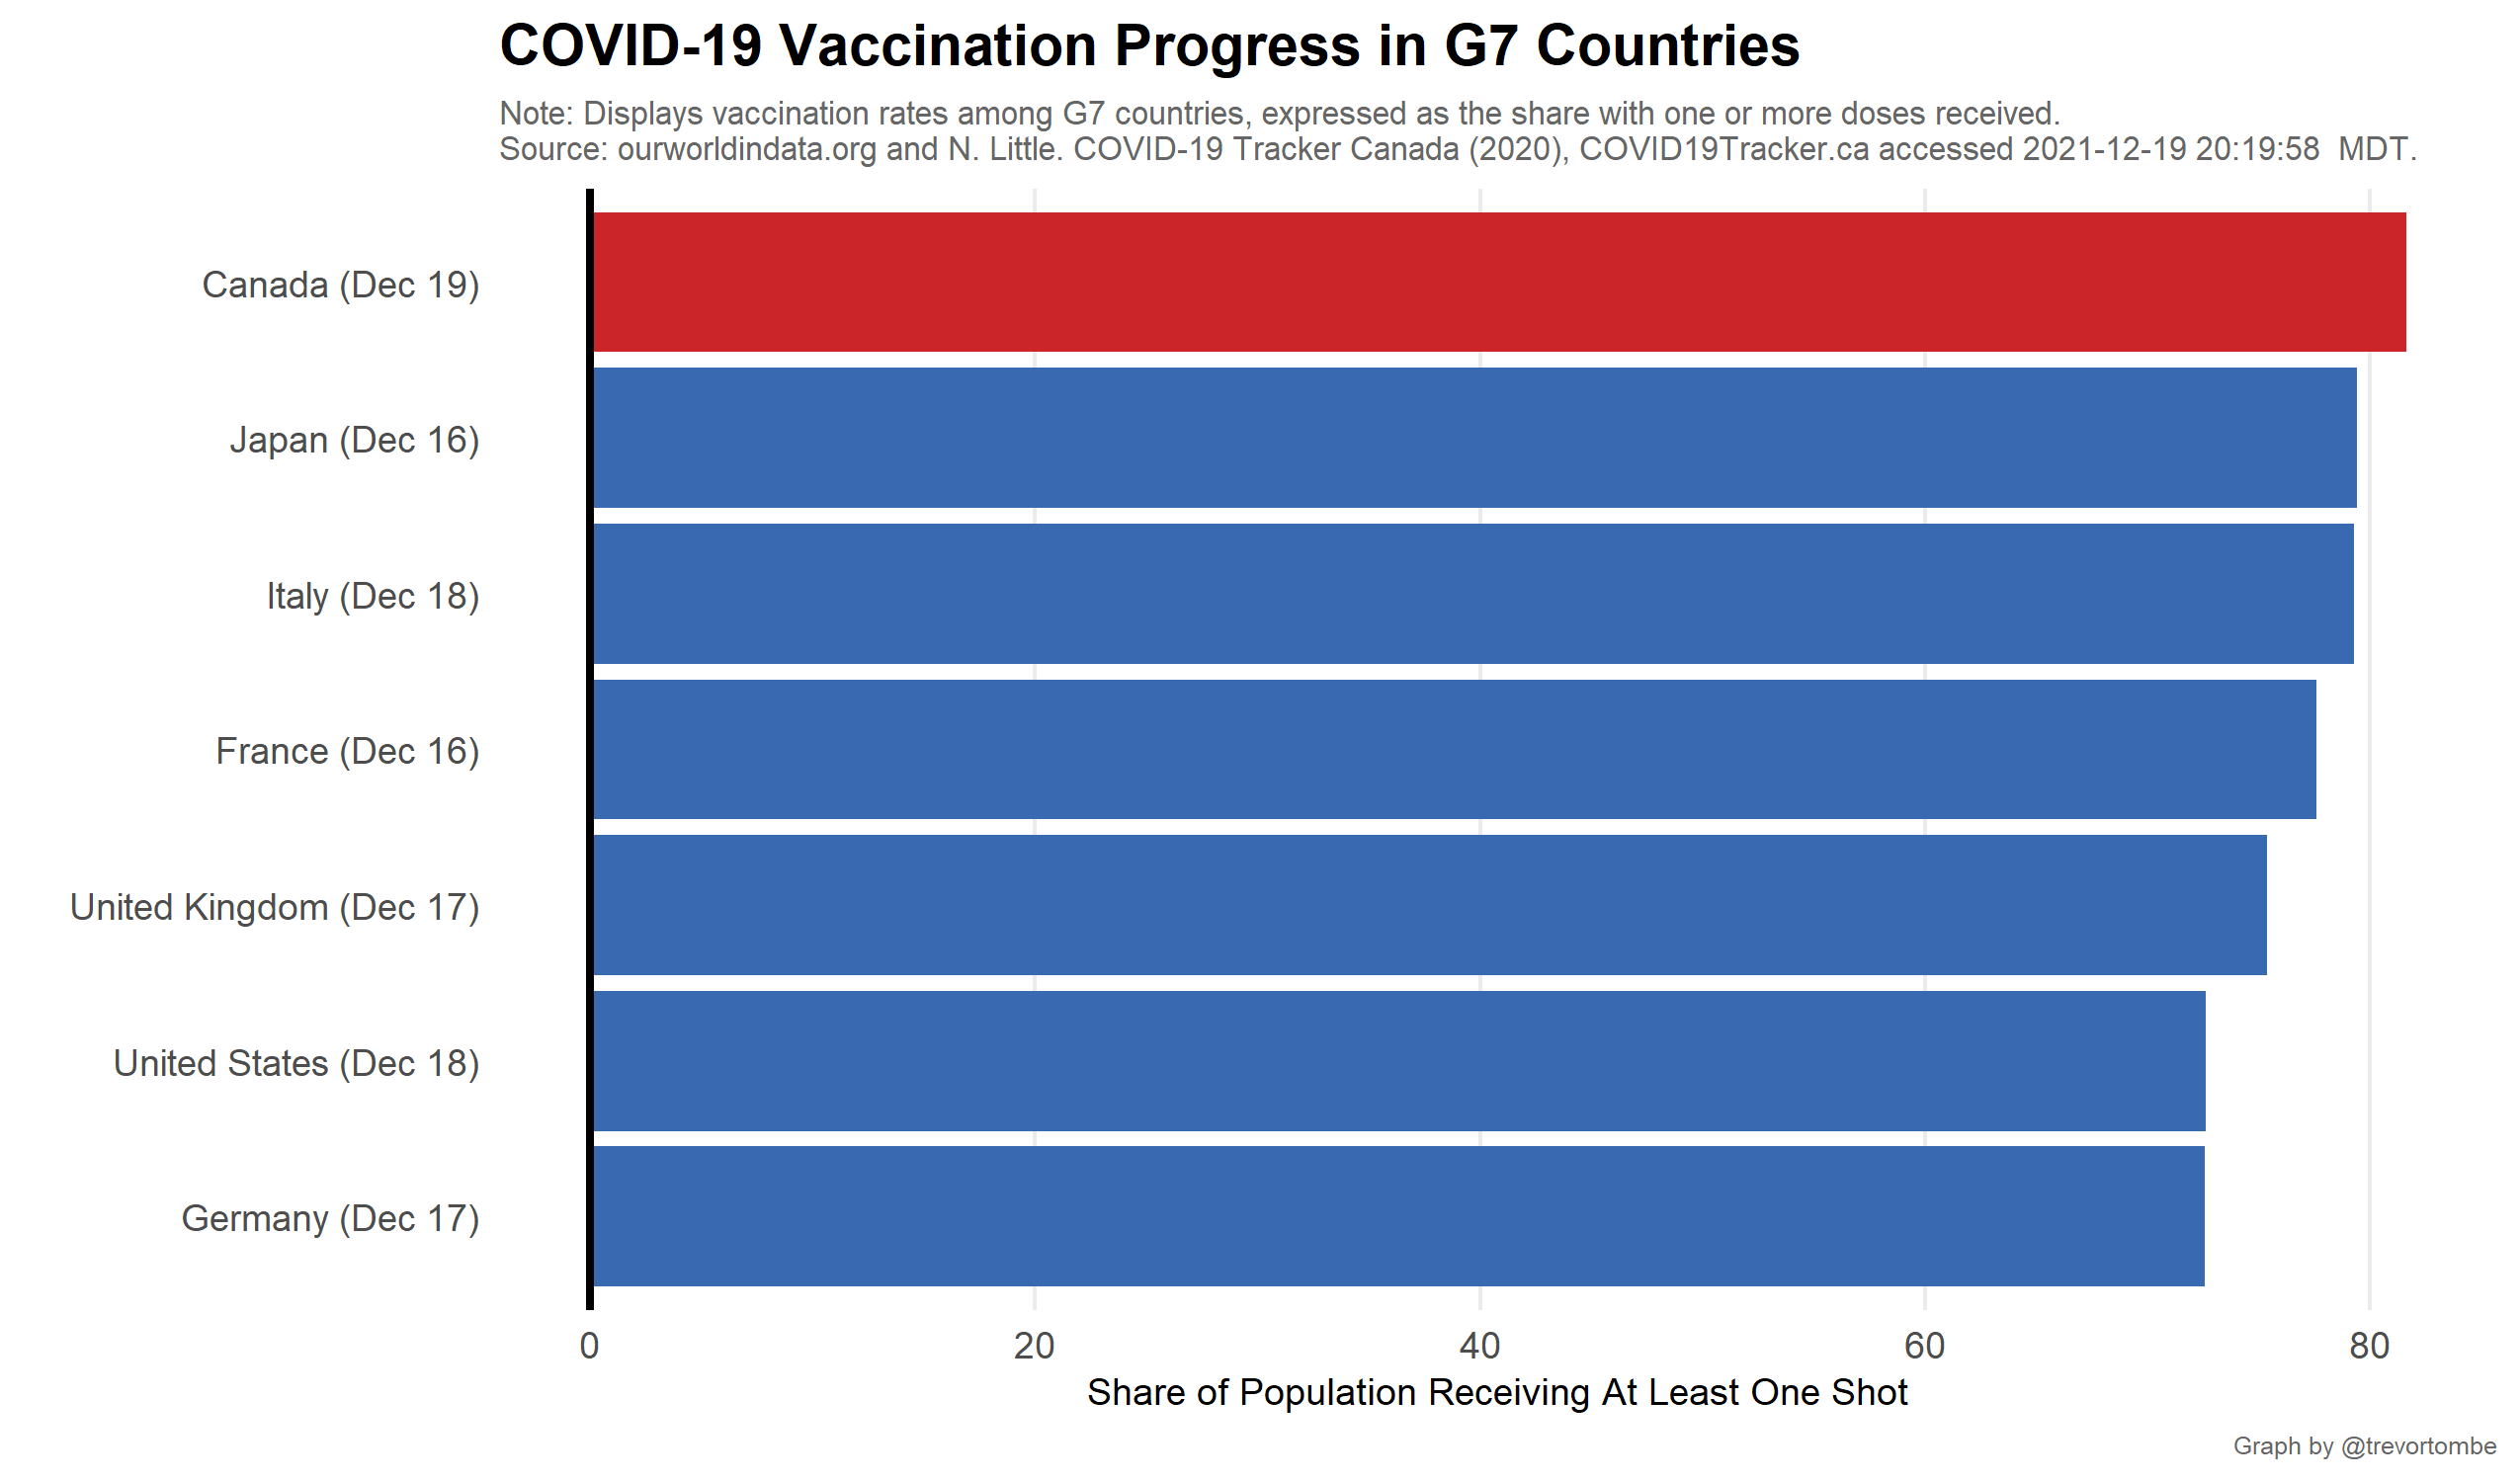 COVID-19 Vaccination Progress in G7 Countries
Note: Displays vaccination rates among G7 countries, expressed as the share with one or more doses received.
Source: ourworldindata.org and N. Little. COVID-19 Tracker Canada (2020), COVID19Tracker.ca accessed 2021-12-19 20:19:58  MDT.
Canada (Dec 19)
Japan (Dec 16)
Italy (Dec 18)
France (Dec 16)
United Kingdom (Dec 17)
United States (Dec 18)
Germany (Dec 17)
0 20 40 60 80
Share of Population Receiving At Least One Shot
Graph by @trevortombe